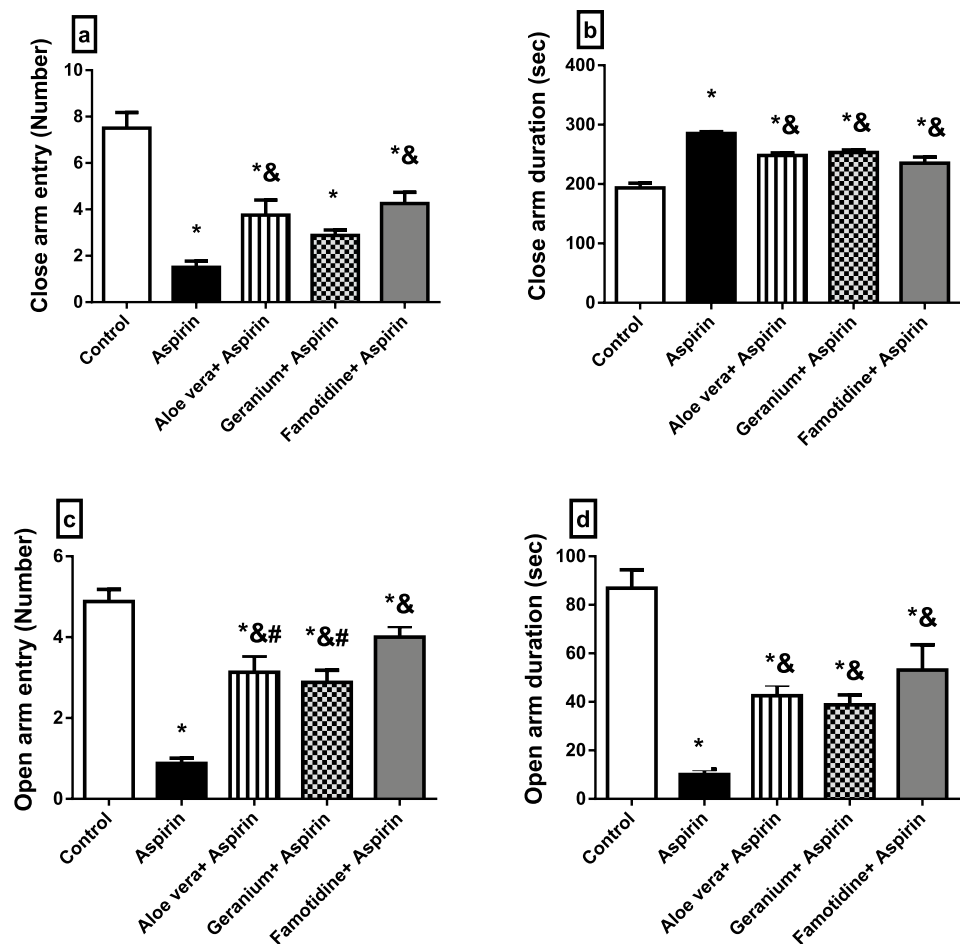 a
Close arm entry (Number)
10
8
6
4
2
0
*
*&
*
*&
Control
Aspirin
Aloe vera+ Aspirin
Geranium+ Aspirin
Famotidine+ Aspirin
b
Close arm duration (sec)
400
300
200
100
0
*
*&
*&
*&
Control
Aspirin
Aloe vera+ Aspirin
Geranium+ Aspirin
Famotidine+ Aspirin
c
Open arm entry (Number)
6
4
2
0
*
*&#
*&#
*&
Control
Aspirin
Aloe vera+ Aspirin
Geranium+ Aspirin
Famotidine+ Aspirin
d
Open arm duration (sec)
100
80
60
40
20
0
*
*&
*&
*&
Control
Aspirin
Aloe vera+ Aspirin
Geranium+ Aspirin
Famotidine+ Aspirin